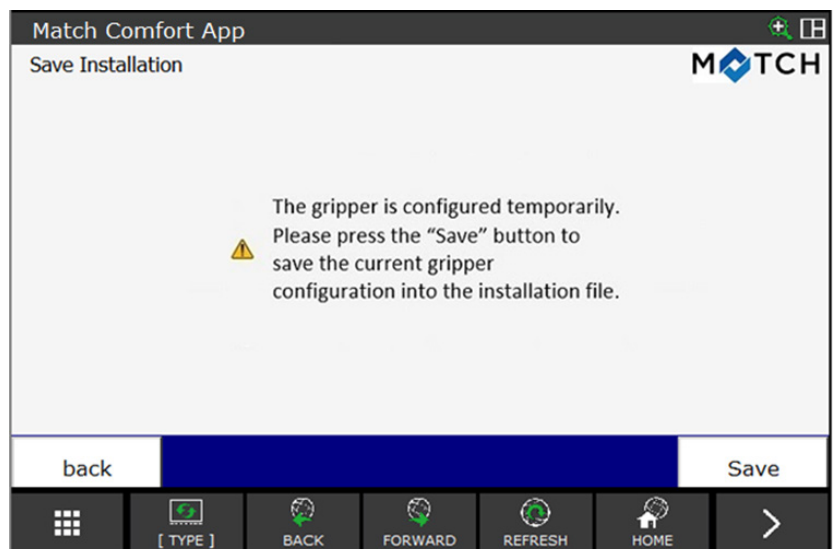 Match Comfort App
Save Installation
MATCH
The gripper is configured temporarily.
Please press the “Save” button to
save the current gripper
configuration into the installation file.
back
Save
[ TYPE ]
BACK
FORWARD
REFRESH
HOME